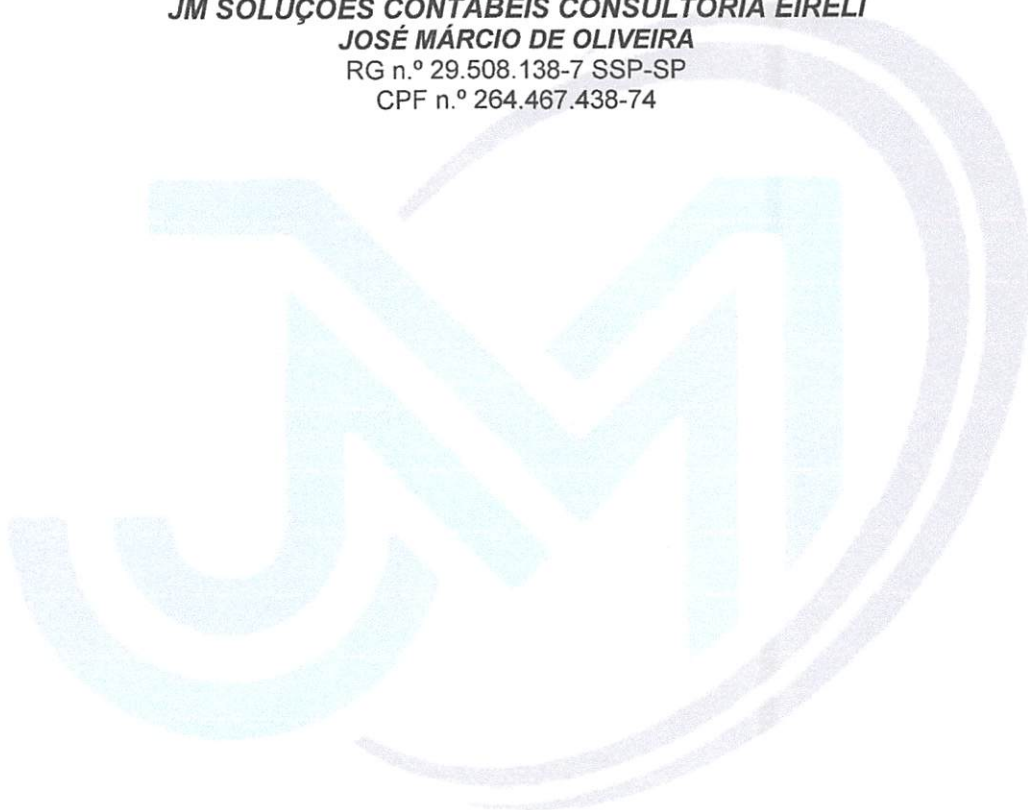 JM SOLUÇÕES CONTÁBEIS CONSULTORIA EIRELI
JOSÉ MÁRCIO DE OLIVEIRA
RG n.º 29.508.138-7 SSP-SP
CPF n.º 264.467.438-74
JM